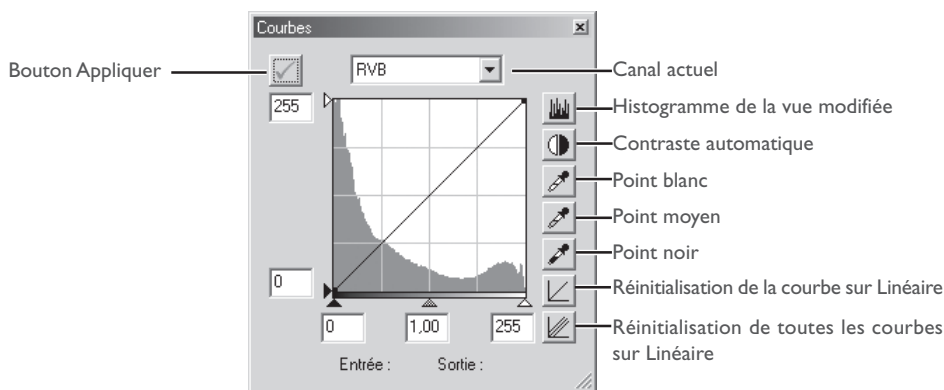 Courbes
Bouton Appliquer
RVB
Canal actuel
255
Histogramme de la vue modifiée
Contraste automatique
Point blanc
Point moyen
Point noir
0
Réinitialisation de la courbe sur Linéaire
0
1,00
255
Réinitialisation de toutes les courbes
sur Linéaire
Entrée :
Sortie :